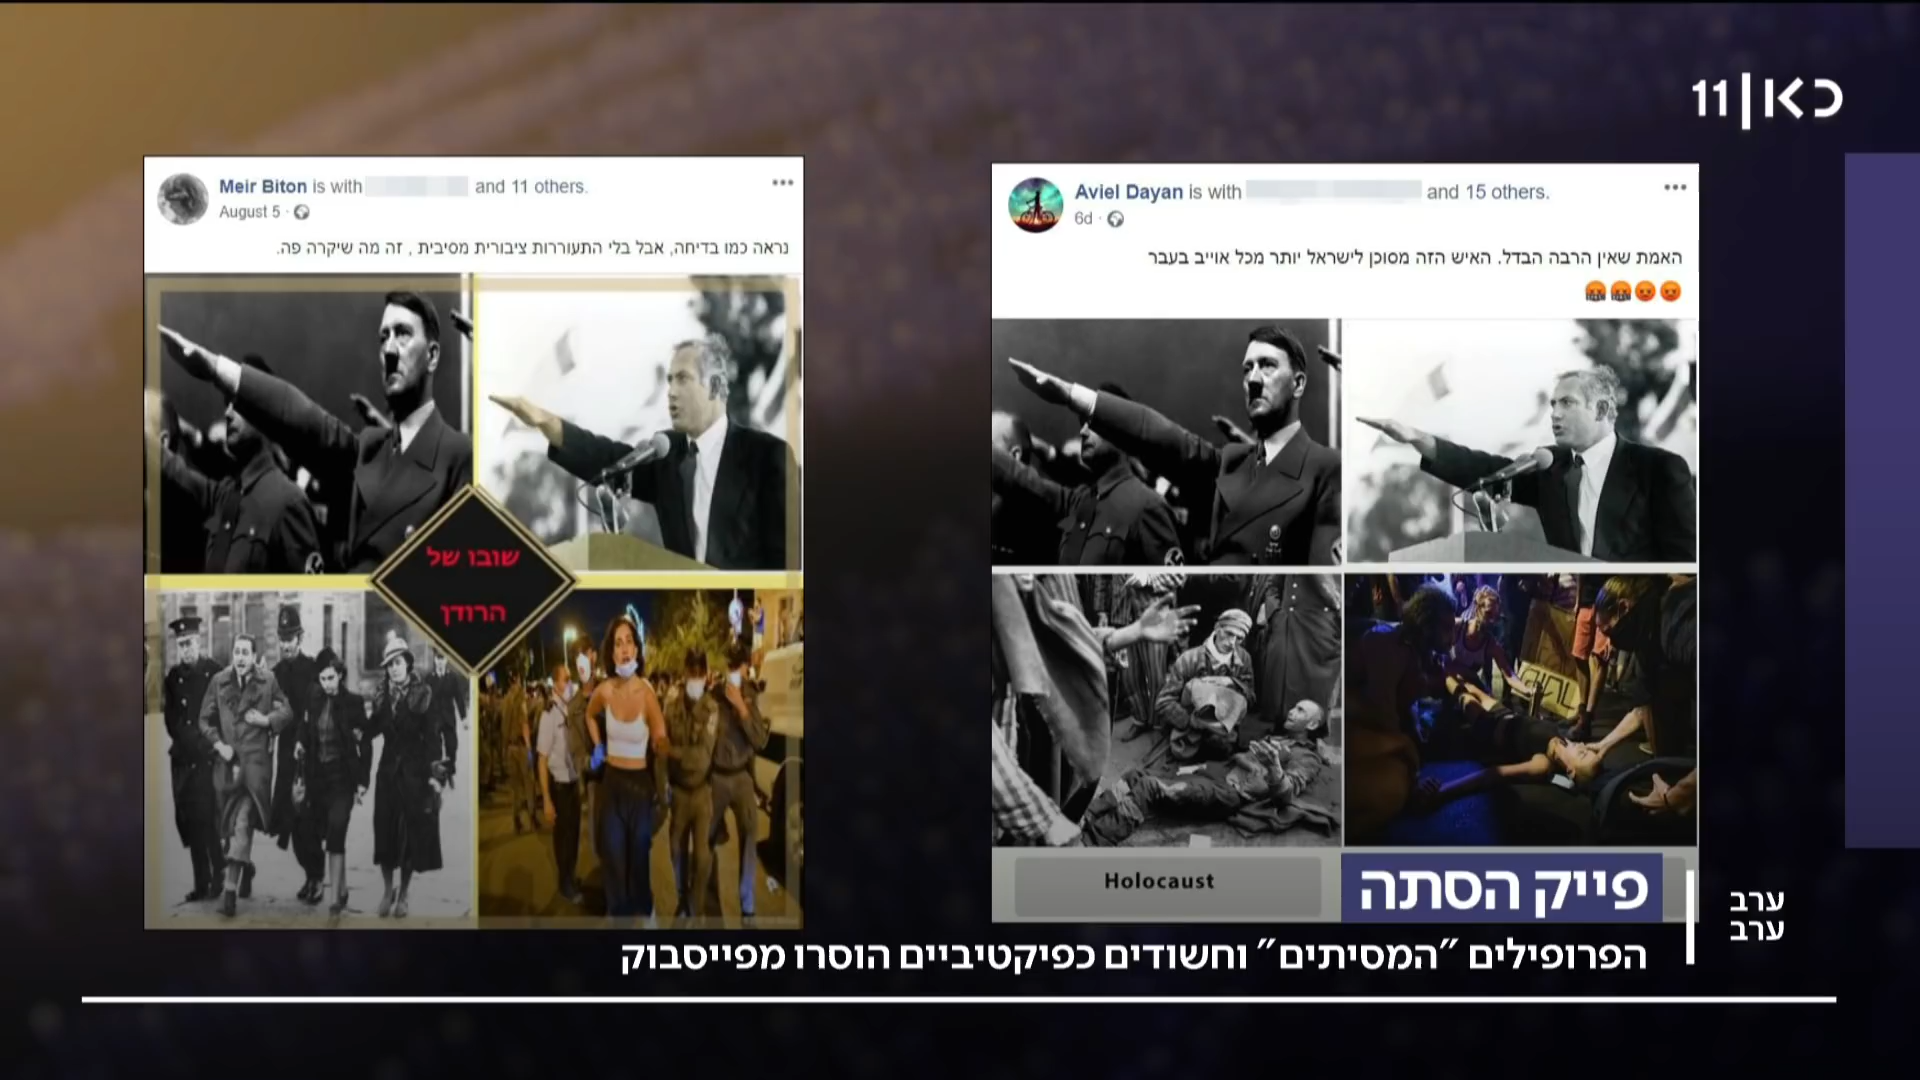 כאן 11
Meir Biton is with and 11 others.
August 5
נראה כמו בדיחה, אבל בלי התעוררות ציבורית מסיבית , זה מה שיקרה פה.
שובו של
הרודן
Aviel Dayan is with and 15 others.
6d
האמת שאין הרבה הבדל. האיש הזה מסוכן לישראל יותר מכל אוייב בעבר
Holocaust
פייק הסתה
הפרופילים "המסיתים" וחשודים כפיקטיביים הוסרו מפייסבוק
ערב
ערב